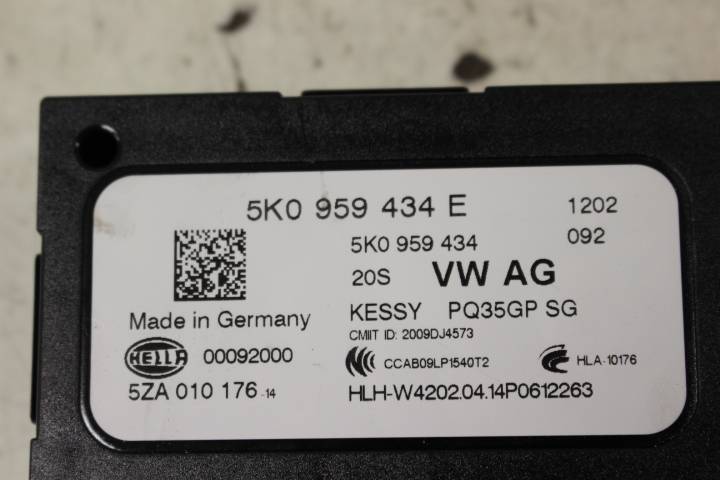 5K0 959 434 E 1202
5K0 959 434 092
20S VW AG
KESSY PQ35GP SG
Made in Germany CMIIT ID: 2009DJ4573
HELLA 00092000 CCAB09LP1540T2 HLA-10176
5ZA 010 176 -14 HLH-W4202.04.14P0612263